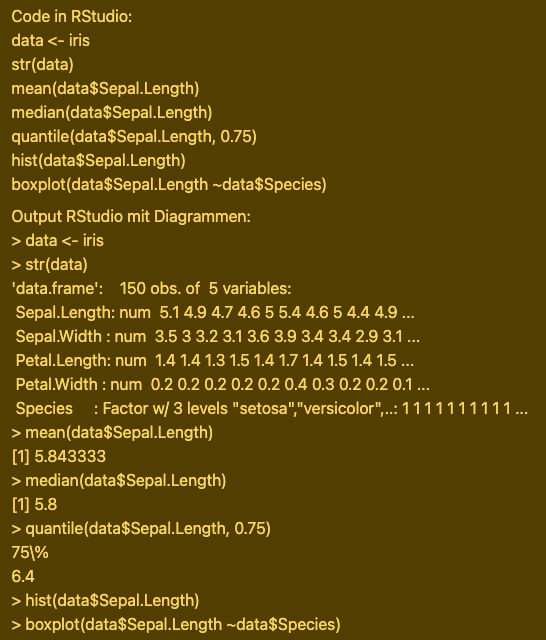 Code in RStudio:
data <- iris
str(data)
mean(data$Sepal.Length)
median(data$Sepal.Length)
quantile(data$Sepal.Length, 0.75)
hist(data$Sepal.Length)
boxplot(data$Sepal.Length ~data$Species)
Output RStudio mit Diagrammen:
> data <- iris
> str(data)
'data.frame':    150 obs. of  5 variables:
Sepal.Length: num  5.1 4.9 4.7 4.6 5 5.4 4.6 5 4.4 4.9 ...
Sepal.Width : num  3.5 3 3.2 3.1 3.6 3.9 3.4 3.4 2.9 3.1 ...
Petal.Length: num  1.4 1.4 1.3 1.5 1.4 1.7 1.4 1.5 1.4 1.5 ...
Petal.Width : num  0.2 0.2 0.2 0.2 0.2 0.4 0.3 0.2 0.2 0.1 ...
Species     : Factor w/ 3 levels "setosa","versicolor",..: 1 1 1 1 1 1 1 1 1 1 ...
> mean(data$Sepal.Length)
[1] 5.843333
> median(data$Sepal.Length)
[1] 5.8
> quantile(data$Sepal.Length, 0.75)
75\%
6.4
> hist(data$Sepal.Length)
> boxplot(data$Sepal.Length ~data$Species)